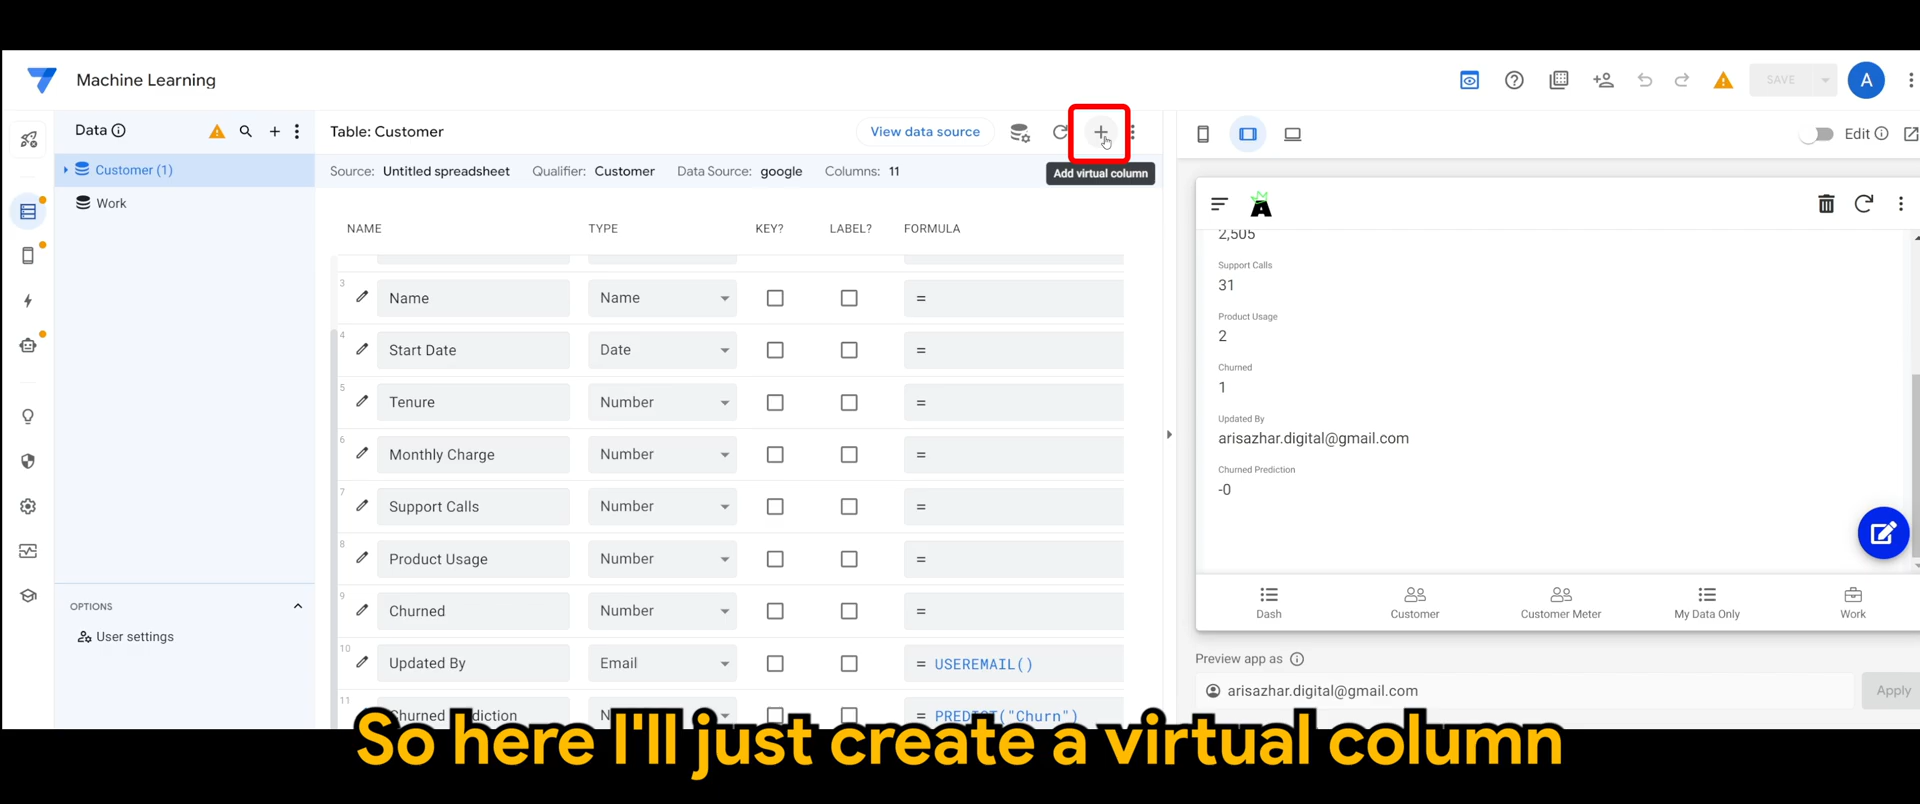 Machine Learning
SAVE
A
Data
Table: Customer
View data source
Edit
Customer (1)
Source: Untitled spreadsheet Qualifier: Customer Data Source: google Columns: 11
Add virtual column
Work
NAME TYPE KEY? LABEL? FORMULA
3 Name Name =
4 Start Date Date =
5 Tenure Number =
6 Monthly Charge Number =
7 Support Calls Number =
8 Product Usage Number =
9 Churned Number =
10 Updated By Email = USEREMAIL()
11 Churned Prediction = PREDICT("Churn")
OPTIONS
User settings
A
2,505
Support Calls
31
Product Usage
2
Churned
1
Updated By
arisazhar.digital@gmail.com
Churned Prediction
-0
Dash Customer Customer Meter My Data Only Work
Preview app as
arisazhar.digital@gmail.com
Apply
So here I'll just create a virtual column